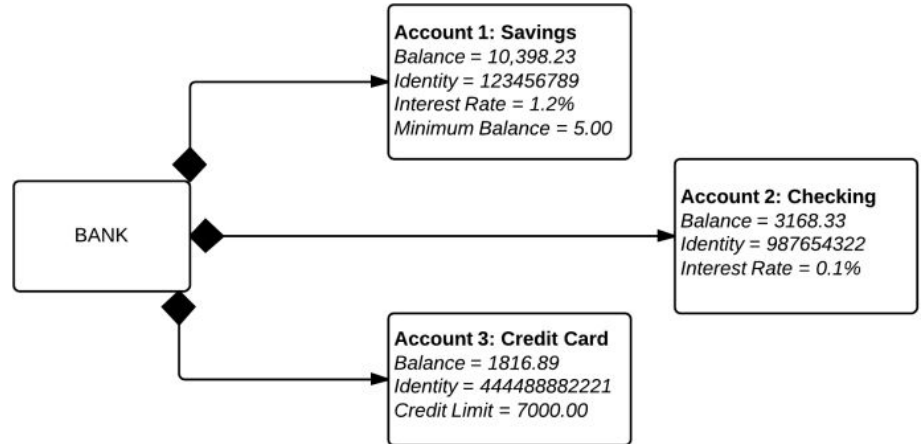 Account 1: Savings
Balance = 10,398.23
Identity = 123456789
Interest Rate = 1.2%
Minimum Balance = 5.00
BANK
Account 2: Checking
Balance = 3168.33
Identity = 987654322
Interest Rate = 0.1%
Account 3: Credit Card
Balance = 1816.89
Identity = 444488882221
Credit Limit = 7000.00